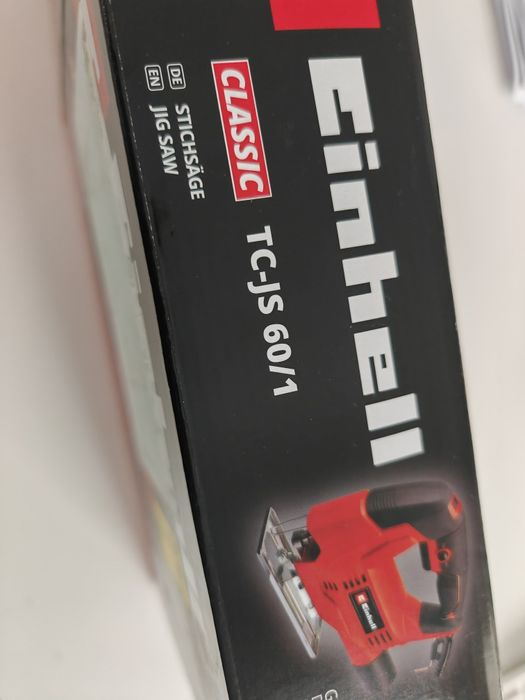 Einhell
CLASSIC TC-JS 60/1
DE STICHSÄGE
EN JIG SAW
Einhell